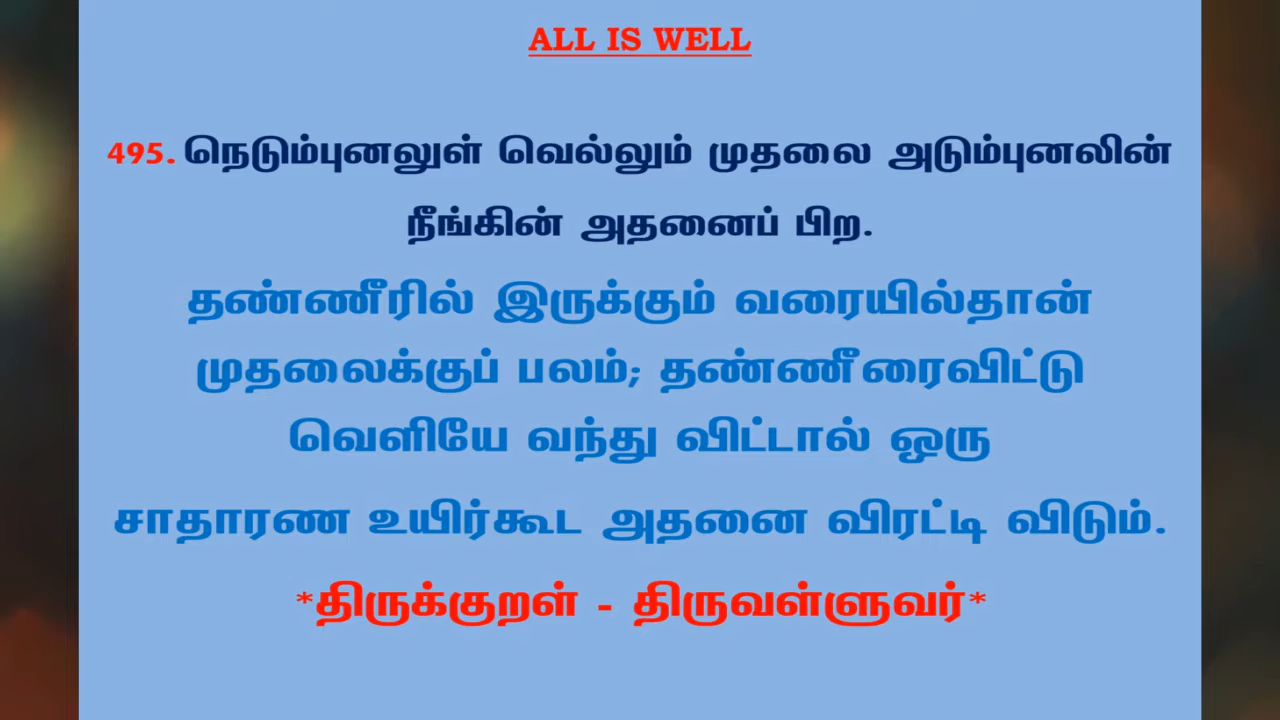 ALL IS WELL
495. நெடும்புனலுள் வெல்லும் முதலை அடும்புனலின்
நீங்கின் அதனைப் பிற.
தண்ணீரில் இருக்கும் வரையில்தான்
முதலைக்குப் பலம்; தண்ணீரைவிட்டு
வெளியே வந்து விட்டால் ஒரு
சாதாரண உயிர்கூட அதனை விரட்டி விடும்.
*திருக்குறள் - திருவள்ளுவர்*